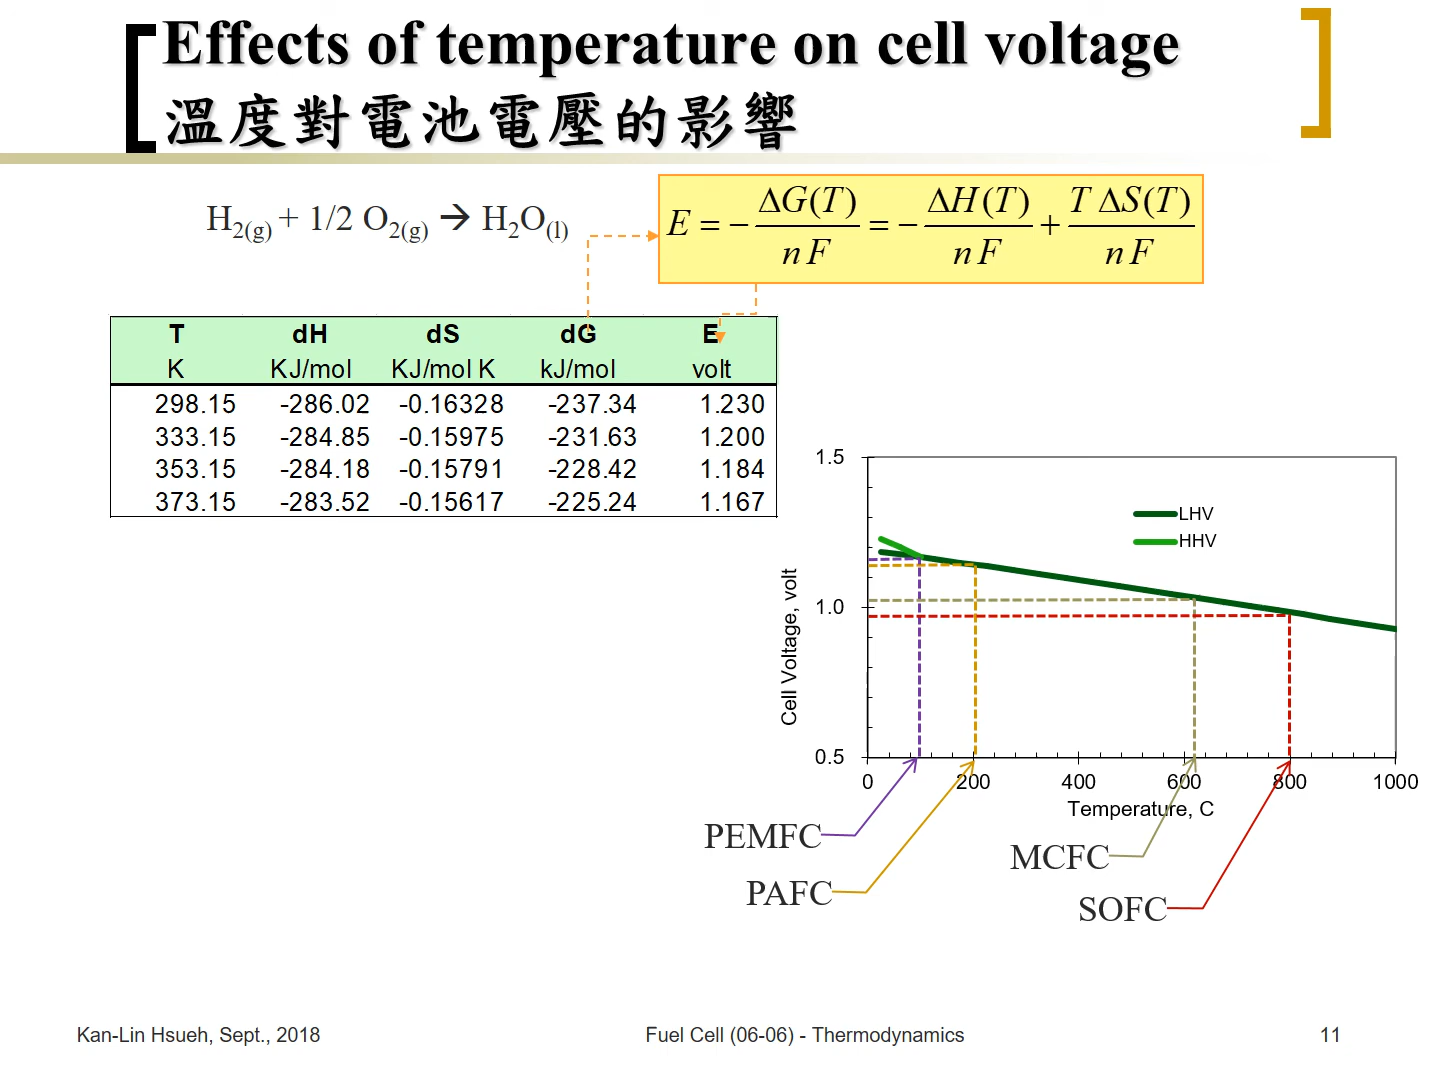 Effects of temperature on cell voltage
溫度對電池電壓的影響
H2(g) + 1/2 O2(g) → H2O(l)
E = − ΔG(T) / n F = − ΔH(T) / n F + T ΔS(T) / n F
T dH dS dG E
K KJ/mol KJ/mol K kJ/mol volt
298.15 -286.02 -0.16328 -237.34 1.230
333.15 -284.85 -0.15975 -231.63 1.200
353.15 -284.18 -0.15791 -228.42 1.184
373.15 -283.52 -0.15617 -225.24 1.167
1.5
LHV
HHV
Cell Voltage, volt
1.0
0.5
0 200 400 600 800 1000
Temperature, C
PEMFC
MCFC
PAFC
SOFC
Kan-Lin Hsueh, Sept., 2018 Fuel Cell (06-06) - Thermodynamics 11